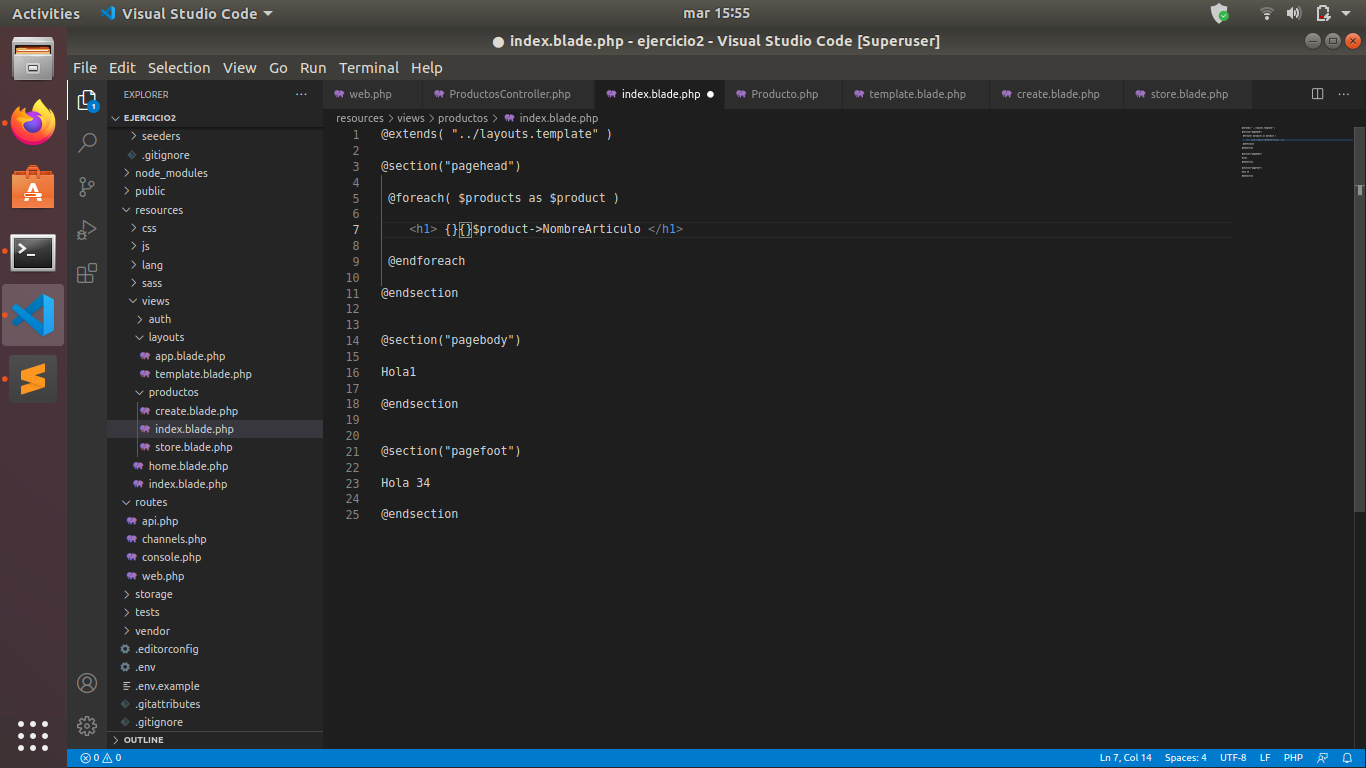 Activities
Visual Studio Code
mar 15:55
● index.blade.php - ejercicio2 - Visual Studio Code [Superuser]
File Edit Selection View Go Run Terminal Help
EXPLORER
web.php
ProductosController.php
index.blade.php
Producto.php
template.blade.php
create.blade.php
store.blade.php
1
EJERCICIO2
seeders
.gitignore
node_modules
public
resources
css
js
lang
sass
views
auth
layouts
app.blade.php
template.blade.php
productos
create.blade.php
index.blade.php
store.blade.php
home.blade.php
index.blade.php
routes
api.php
channels.php
console.php
web.php
storage
tests
vendor
.editorconfig
.env
.env.example
.gitattributes
.gitignore
OUTLINE
resources > views > productos > index.blade.php
1 @extends( "../layouts.template" )
2
3 @section("pagehead")
4
5 @foreach( $products as $product )
6
7 <h1> {}{}$product->NombreArticulo </h1>
8
9 @endforeach
10
11 @endsection
12
13
14 @section("pagebody")
15
16 Hola1
17
18 @endsection
19
20
21 @section("pagefoot")
22
23 Hola 34
24
25 @endsection
0 0
Ln 7, Col 14 Spaces: 4 UTF-8 LF PHP